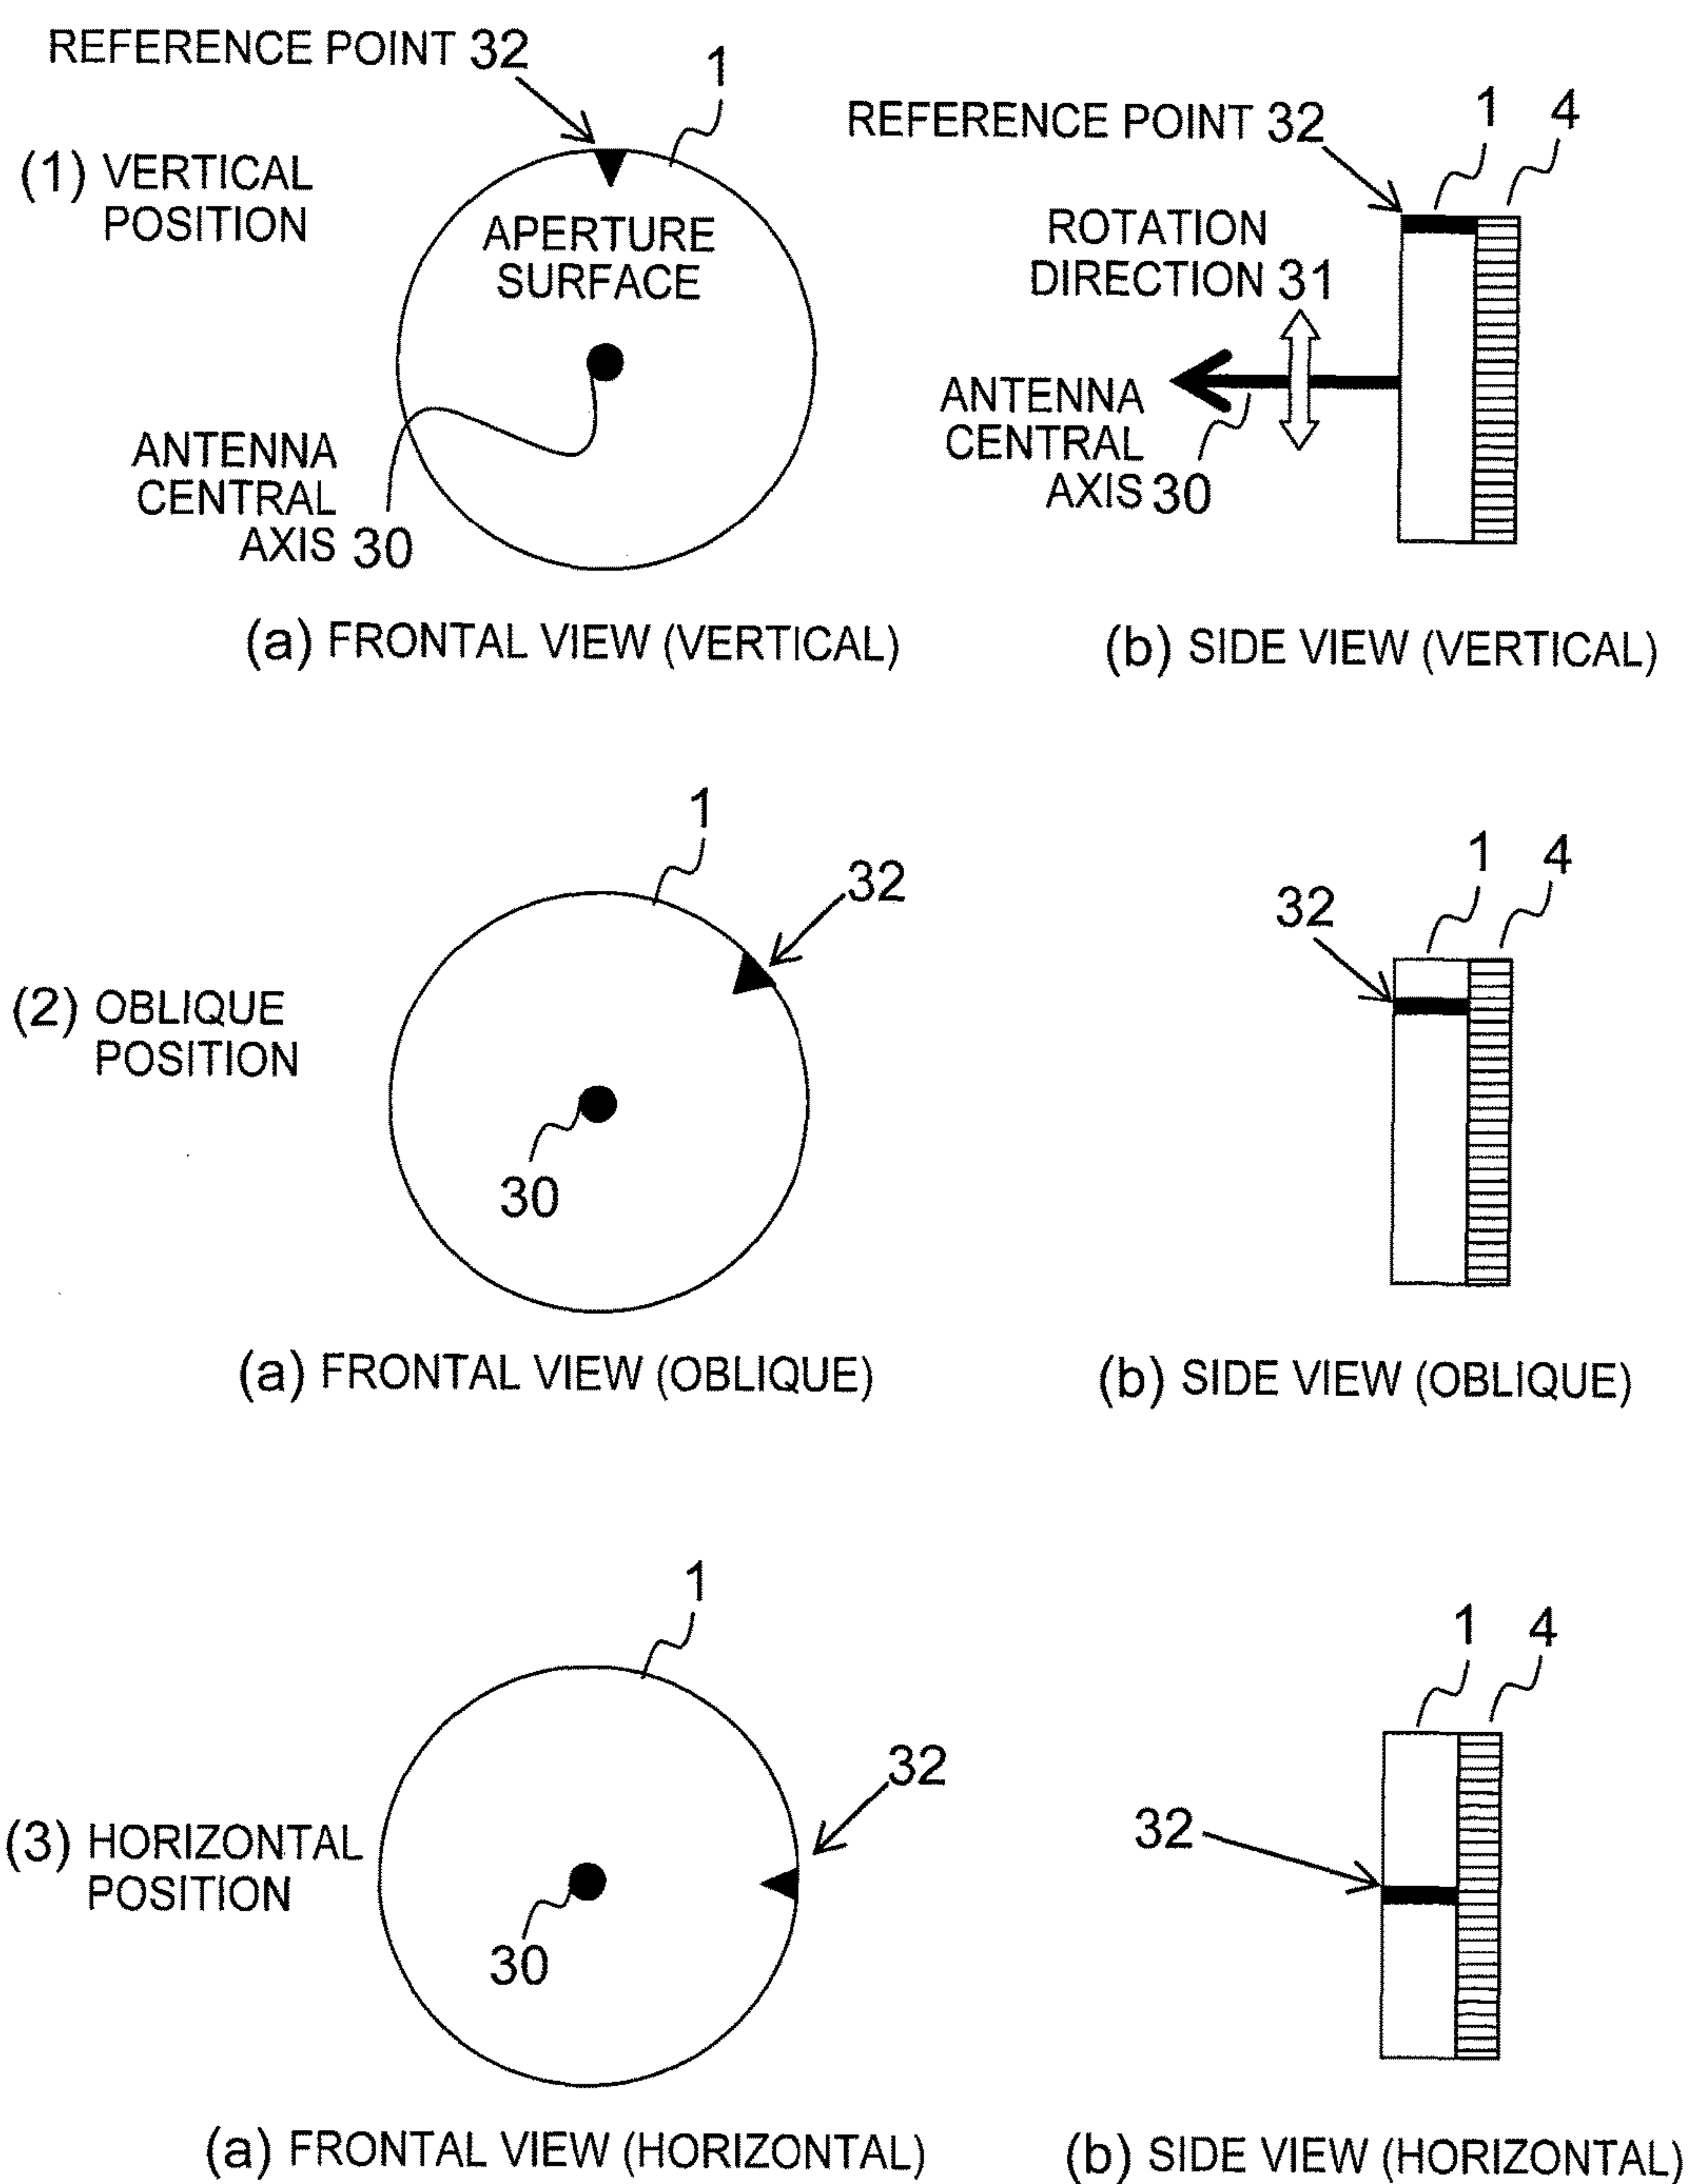 REFERENCE POINT 32
1
(1) VERTICAL
POSITION
APERTURE
SURFACE
ANTENNA
CENTRAL
AXIS 30
(a) FRONTAL VIEW (VERTICAL)
REFERENCE POINT 32
1
4
ROTATION
DIRECTION 31
ANTENNA
CENTRAL
AXIS 30
(b) SIDE VIEW (VERTICAL)
(2) OBLIQUE
POSITION
1
32
30
(a) FRONTAL VIEW (OBLIQUE)
1
4
32
(b) SIDE VIEW (OBLIQUE)
(3) HORIZONTAL
POSITION
1
32
30
(a) FRONTAL VIEW (HORIZONTAL)
1
4
32
(b) SIDE VIEW (HORIZONTAL)